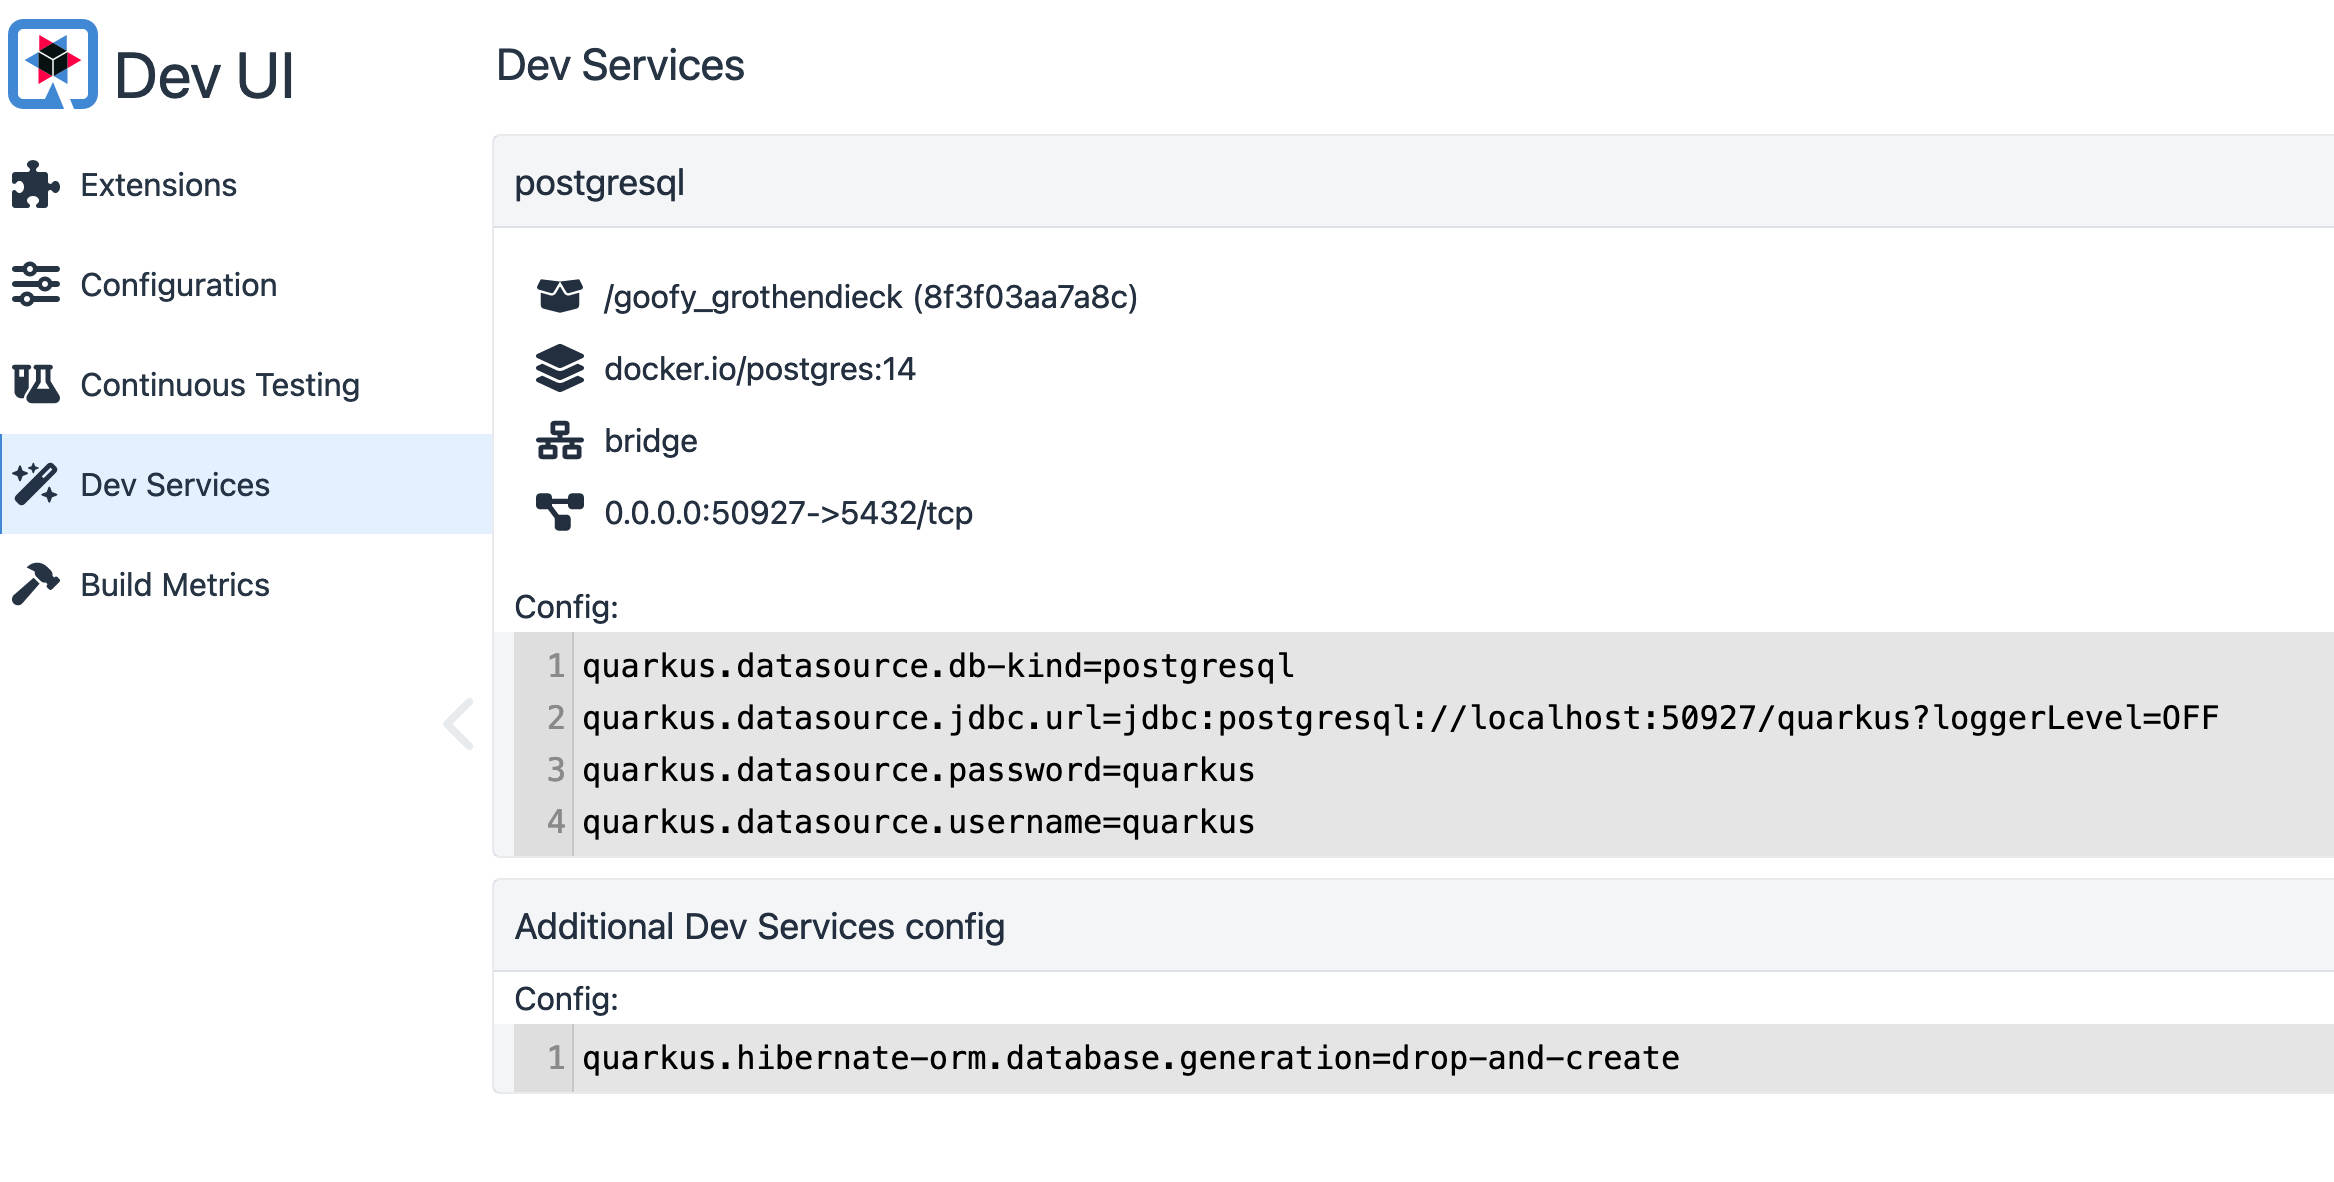 Dev UI
Extensions
Configuration
Continuous Testing
Dev Services
Build Metrics
Dev Services
postgresql
/goofy_grothendieck (8f3f03aa7a8c)
docker.io/postgres:14
bridge
0.0.0.0:50927->5432/tcp
Config:
1 quarkus.datasource.db-kind=postgresql
2 quarkus.datasource.jdbc.url=jdbc:postgresql://localhost:50927/quarkus?loggerLevel=OFF
3 quarkus.datasource.password=quarkus
4 quarkus.datasource.username=quarkus
Additional Dev Services config
Config:
1 quarkus.hibernate-orm.database.generation=drop-and-create